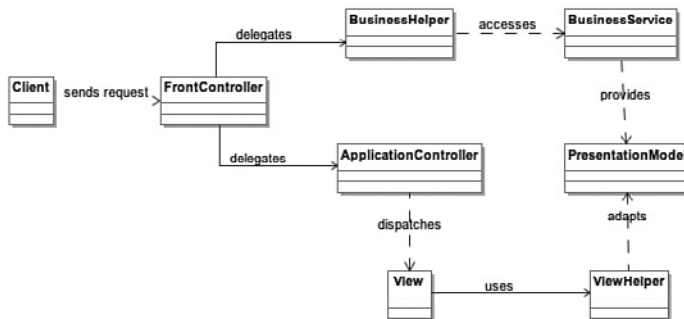 BusinessHelper
BusinessService
delegates
accesses
Client
sends request
FrontController
provides
delegates
ApplicationController
PresentationModel
dispatches
adapts
View
uses
ViewHelper